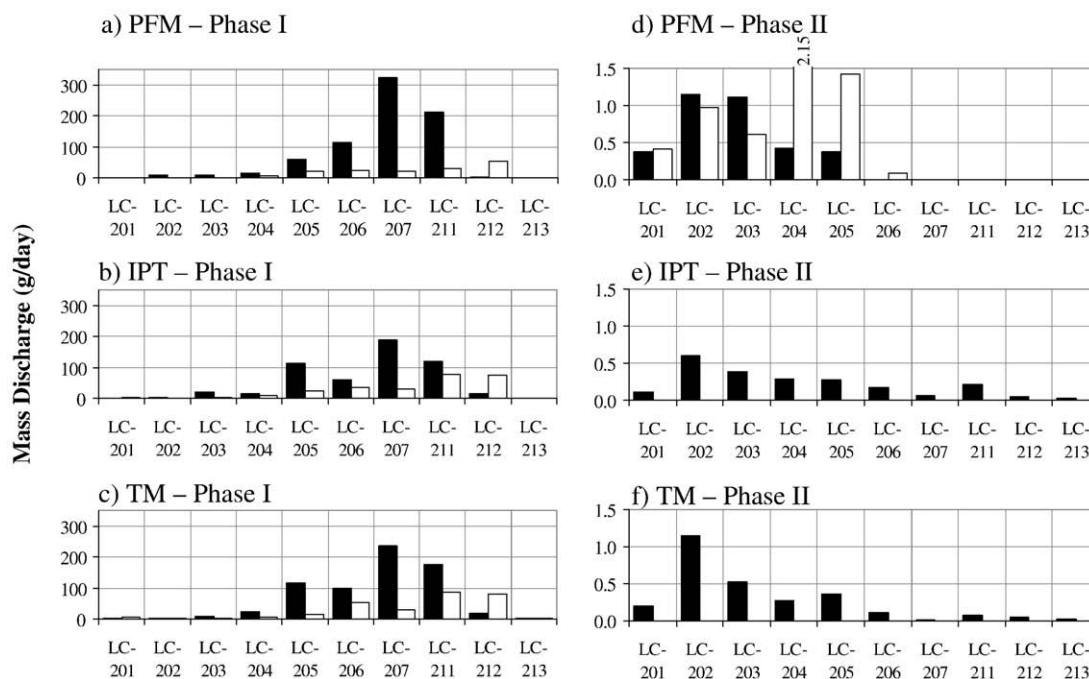 Mass Discharge (g/day)
a) PFM – Phase I
300
200
100
0
LC- LC- LC- LC- LC- LC- LC- LC- LC- LC-
201 202 203 204 205 206 207 211 212 213
b) IPT – Phase I
300
200
100
0
LC- LC- LC- LC- LC- LC- LC- LC- LC- LC-
201 202 203 204 205 206 207 211 212 213
c) TM – Phase I
300
200
100
0
LC- LC- LC- LC- LC- LC- LC- LC- LC- LC-
201 202 203 204 205 206 207 211 212 213
d) PFM – Phase II
2.15
1.5
1.0
0.5
0.0
LC- LC- LC- LC- LC- LC- LC- LC- LC- LC-
201 202 203 204 205 206 207 211 212 213
e) IPT – Phase II
1.5
1.0
0.5
0.0
LC- LC- LC- LC- LC- LC- LC- LC- LC- LC-
201 202 203 204 205 206 207 211 212 213
f) TM – Phase II
1.5
1.0
0.5
0.0
LC- LC- LC- LC- LC- LC- LC- LC- LC- LC-
201 202 203 204 205 206 207 211 212 213